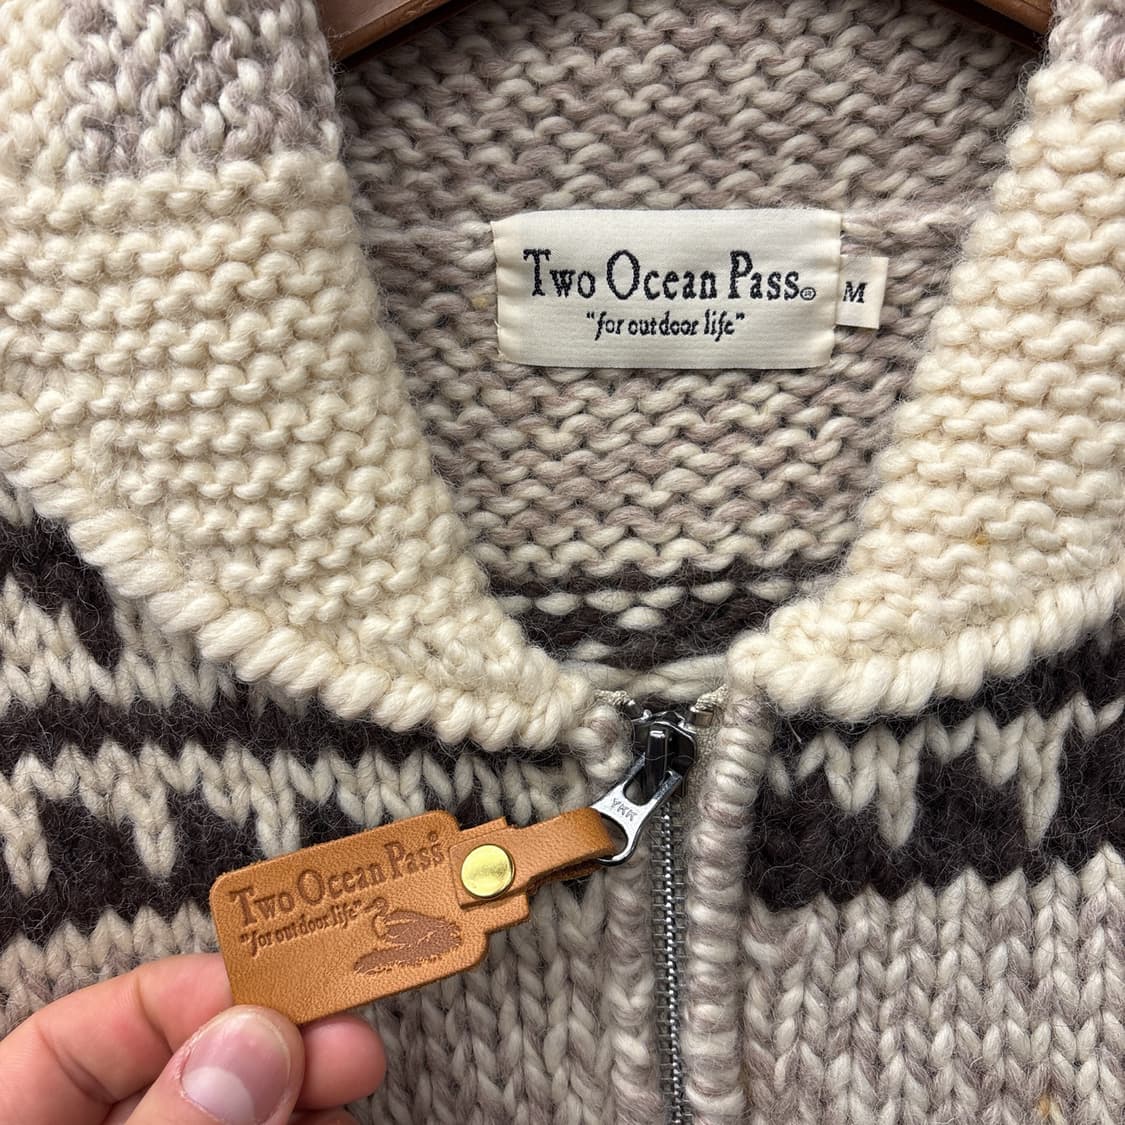 Two Ocean Pass®
"for outdoor life"
M
YKK
Two Ocean Pass®
"for outdoor life"